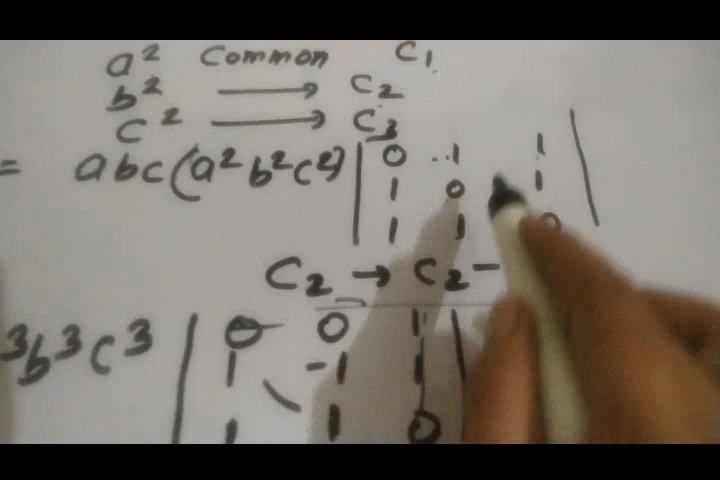 a² Common C₁
b² ⟶ C₂
c² ⟶ C₃
= abc(a²b²c²) | 0 1 1 |
1 0 1
1 1 0
C₂ → C₂ −
³b³c³ | 0 0 1 |
1 -1 1
1 1 0